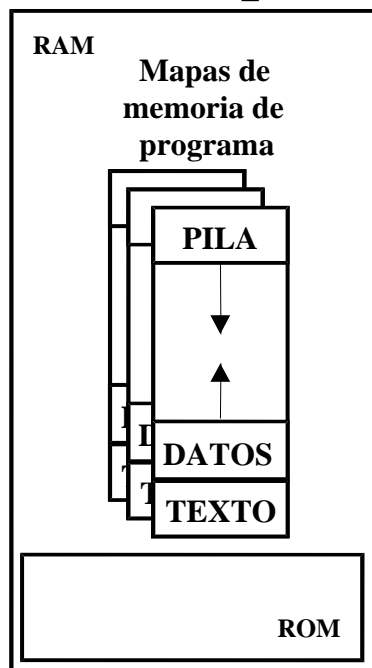 RAM
Mapas de
memoria de
programa
PILA
DATOS
TEXTO
D
T
ROM